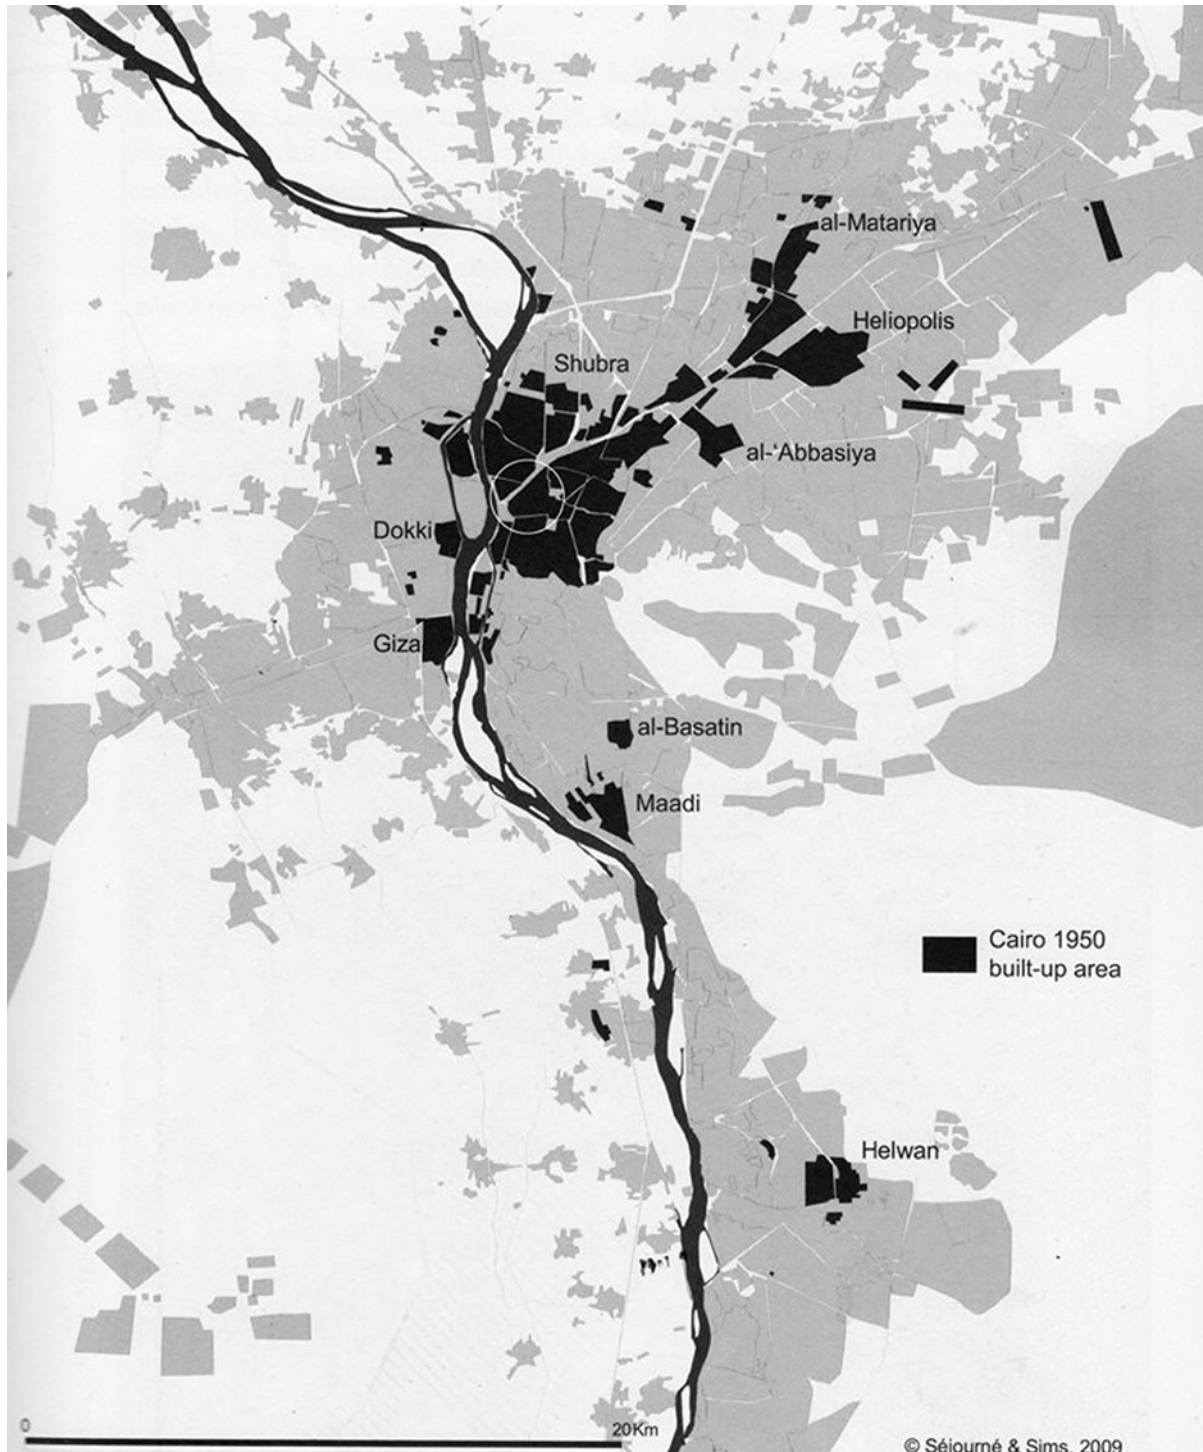 al-Matariya
Heliopolis
Shubra
al-‘Abbasiya
Dokki
Giza
al-Basatin
Maadi
Cairo 1950
built-up area
Helwan
0
20Km
© Séjourné & Sims, 2009